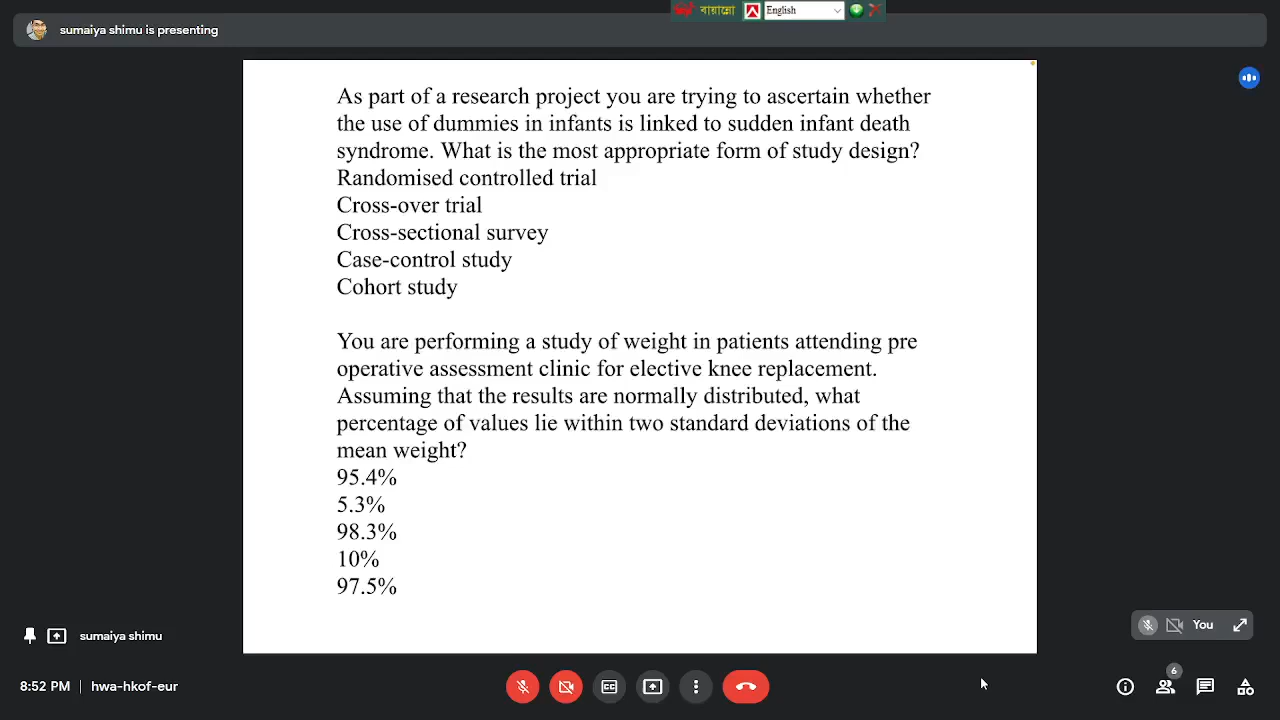 বায়ান্নো
English
sumaiya shimu is presenting
As part of a research project you are trying to ascertain whether
the use of dummies in infants is linked to sudden infant death
syndrome. What is the most appropriate form of study design?
Randomised controlled trial
Cross-over trial
Cross-sectional survey
Case-control study
Cohort study
You are performing a study of weight in patients attending pre
operative assessment clinic for elective knee replacement.
Assuming that the results are normally distributed, what
percentage of values lie within two standard deviations of the
mean weight?
95.4%
5.3%
98.3%
10%
97.5%
You
sumaiya shimu
8:52 PM
hwa-hkof-eur
CC
6